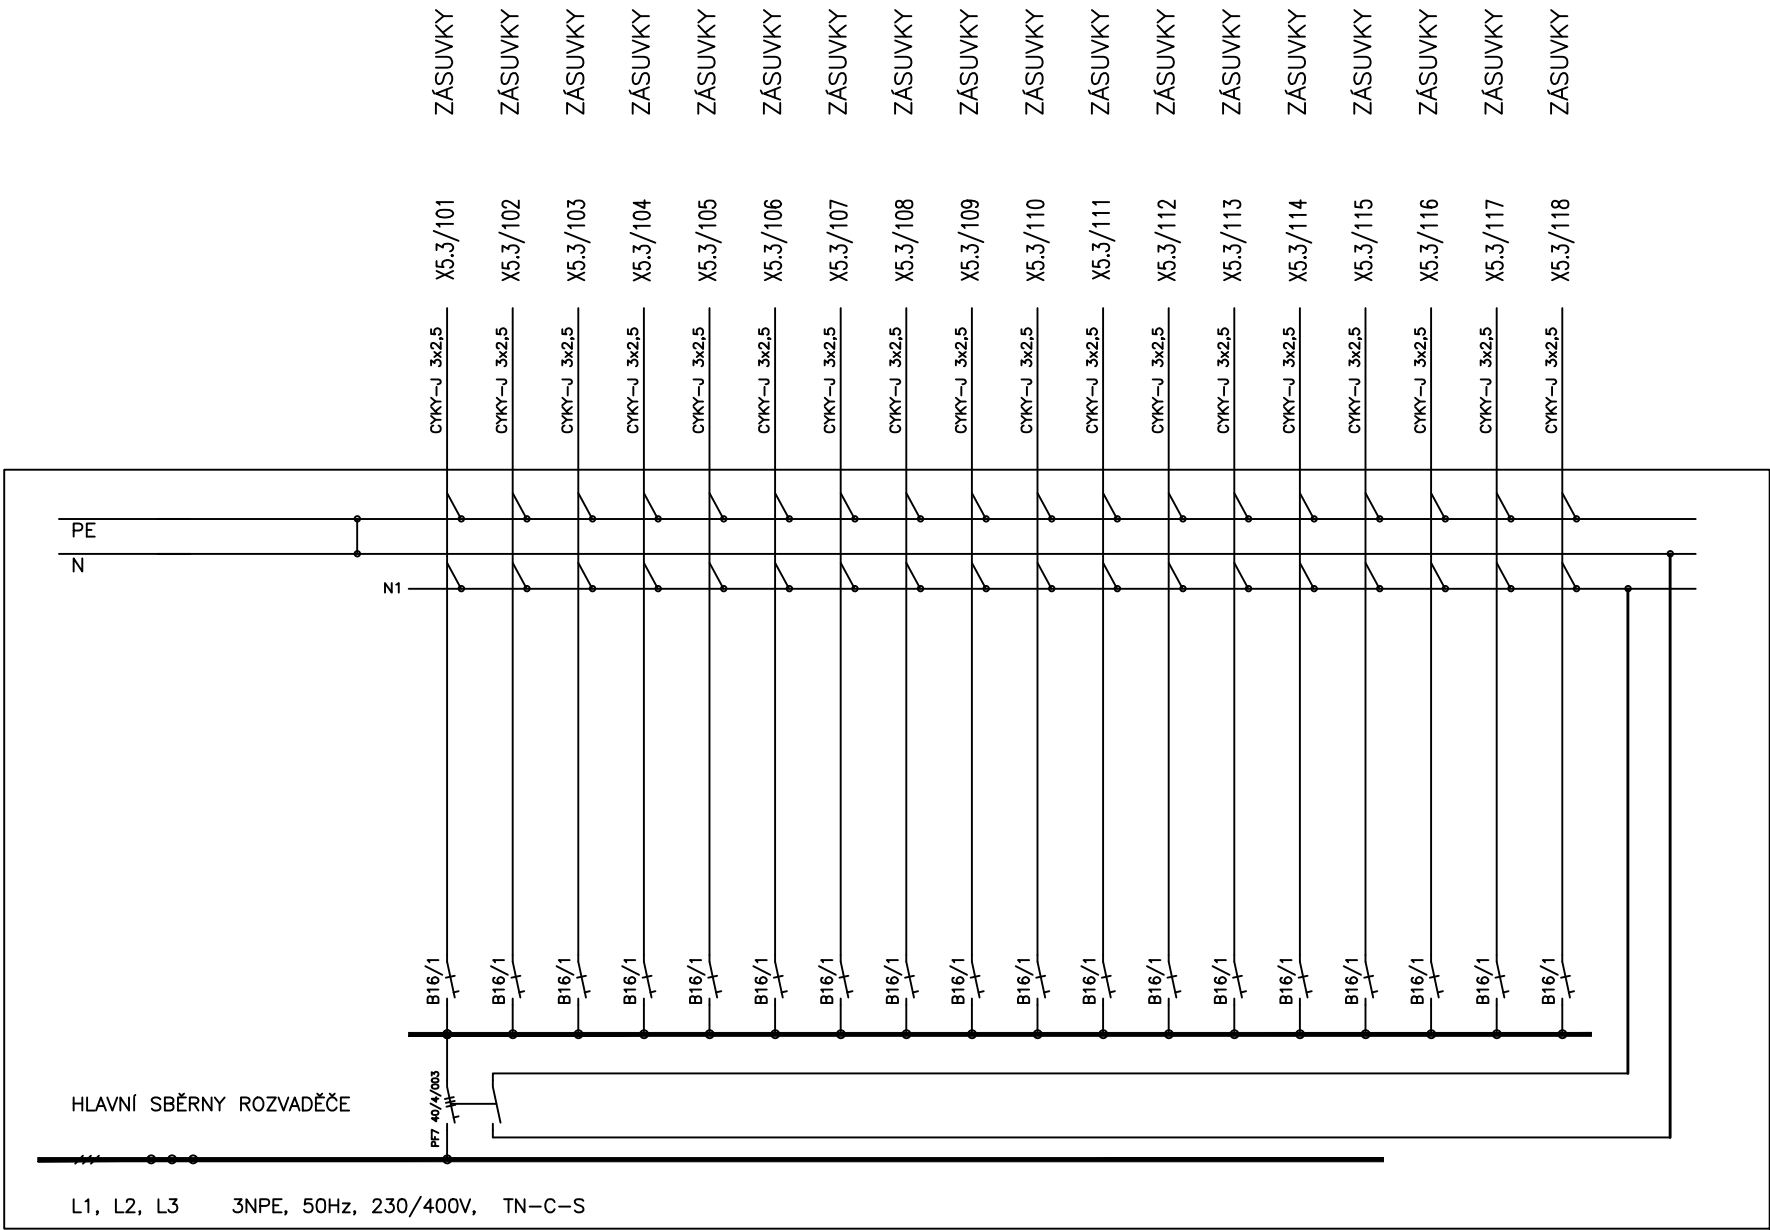 ZÁSUVKY ZÁSUVKY ZÁSUVKY ZÁSUVKY ZÁSUVKY ZÁSUVKY ZÁSUVKY ZÁSUVKY ZÁSUVKY ZÁSUVKY ZÁSUVKY ZÁSUVKY ZÁSUVKY ZÁSUVKY ZÁSUVKY ZÁSUVKY ZÁSUVKY ZÁSUVKY
X5.3/101 X5.3/102 X5.3/103 X5.3/104 X5.3/105 X5.3/106 X5.3/107 X5.3/108 X5.3/109 X5.3/110 X5.3/111 X5.3/112 X5.3/113 X5.3/114 X5.3/115 X5.3/116 X5.3/117 X5.3/118
CYKY-J 3x2,5 CYKY-J 3x2,5 CYKY-J 3x2,5 CYKY-J 3x2,5 CYKY-J 3x2,5 CYKY-J 3x2,5 CYKY-J 3x2,5 CYKY-J 3x2,5 CYKY-J 3x2,5 CYKY-J 3x2,5 CYKY-J 3x2,5 CYKY-J 3x2,5 CYKY-J 3x2,5 CYKY-J 3x2,5 CYKY-J 3x2,5 CYKY-J 3x2,5 CYKY-J 3x2,5 CYKY-J 3x2,5
PE
N
N1
B16/1 B16/1 B16/1 B16/1 B16/1 B16/1 B16/1 B16/1 B16/1 B16/1 B16/1 B16/1 B16/1 B16/1 B16/1 B16/1 B16/1 B16/1
PF7 40/4/003
HLAVNÍ SBĚRNY ROZVADĚČE
L1, L2, L3 3NPE, 50Hz, 230/400V, TN-C-S